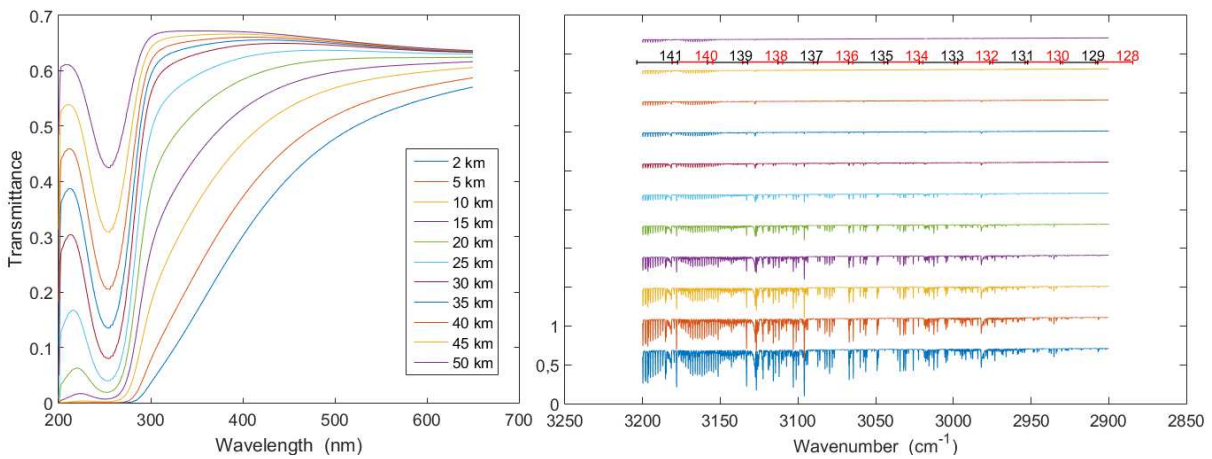 0.7
0.6
0.5
0.4
0.3
0.2
0.1
0
200
300
400
500
600
700
Transmittance
Wavelength (nm)
2 km
5 km
10 km
15 km
20 km
25 km
30 km
35 km
40 km
45 km
50 km
141 140 139 138 137 136 135 134 133 132 131 130 129 128
1
0,5
0
3250 3200 3150 3100 3050 3000 2950 2900 2850
Wavenumber (cm-1)